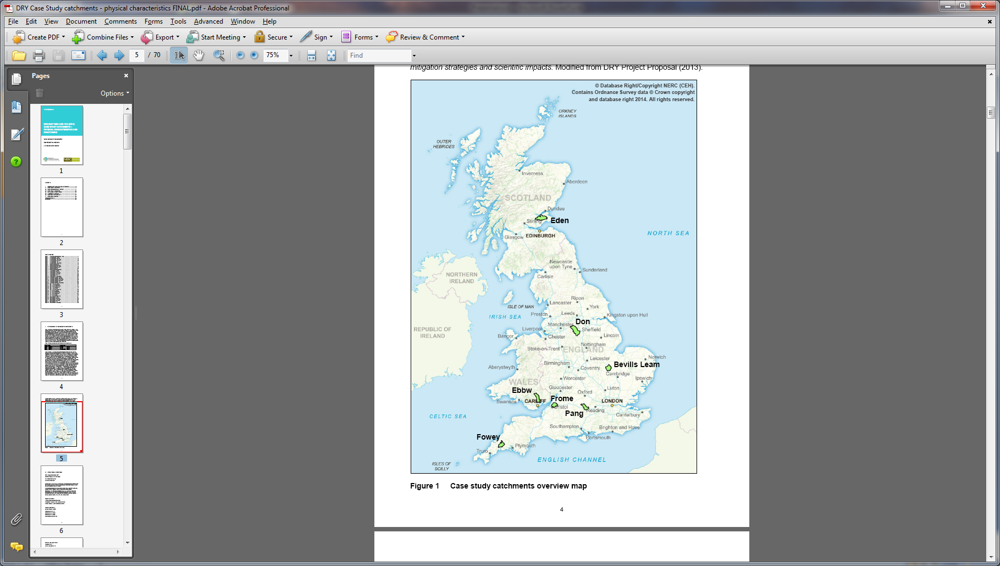 DRY Case Study catchments - physical characteristics FINAL.pdf - Adobe Acrobat Professional
File Edit View Document Comments Forms Tools Advanced Window Help
Create PDF Combine Files Export Start Meeting Secure Sign Forms Review & Comment
5 / 70 75% Find
Pages
Options
1
2
3
4
5
6
mitigation strategies and scientific impacts. Modified from DRY Project Proposal (2013).
© Database Right/Copyright NERC (CEH).
Contains Ordnance Survey data © Crown copyright
and database right 2014. All rights reserved.
ORKNEY
ISLANDS
OUTER
HEBRIDES
Inverness
Aberdeen
SCOTLAND
Dundee
Stirling
Eden
NORTH SEA
Glasgow
EDINBURGH
Newcastle
upon Tyne
Sunderland
Carlisle
NORTHERN
IRELAND
Ripon
Lancaster
ISLE OF MAN
York
Preston
Leeds
Kingston upon Hull
IRISH SEA
Don
Manchester
Sheffield
Liverpool
REPUBLIC OF
IRELAND
Bangor
Chester
Lincoln
Stoke-on-Trent
Nottingham
ENGLAND
Norwich
Leicester
Birmingham
Bevills Leam
Aberystwyth
Coventry
Cambridge
Worcester
Ipswich
WALES
Gloucester
Luton
Ebbw
Oxford
Frome
Swansea
CARDIFF
LONDON
Bristol
Reading
Pang
Canterbury
CELTIC SEA
Southampton
Brighton and Hove
Fowey
Portsmouth
Plymouth
Truro
ENGLISH CHANNEL
ISLES OF
SCILLY
Figure 1 Case study catchments overview map
4